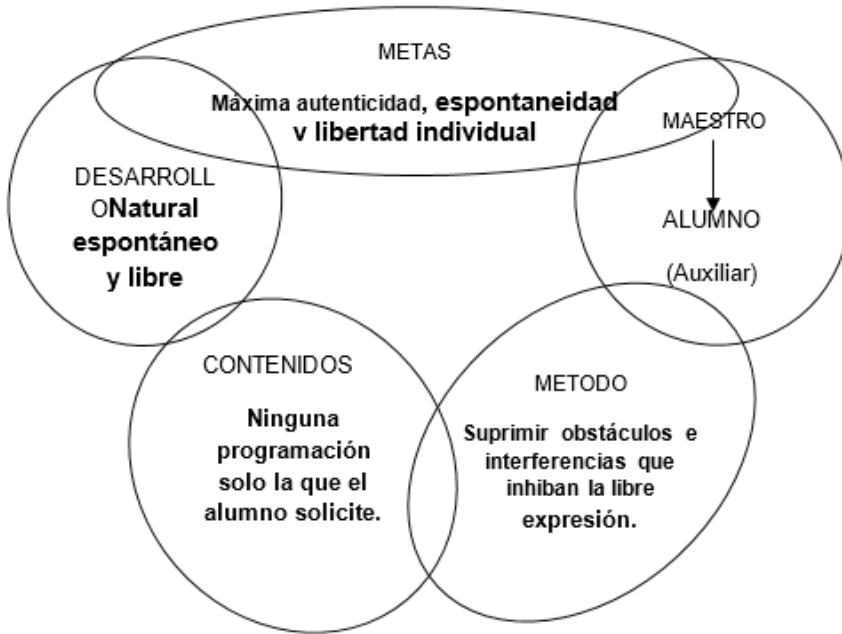 METAS
Máxima autenticidad, espontaneidad
v libertad individual
MAESTRO
ALUMNO
(Auxiliar)
DESARROLL
ONatural
espontáneo
y libre
CONTENIDOS
Ninguna
programación
solo la que el
alumno solicite.
METODO
Suprimir obstáculos e
interferencias que
inhiban la libre
expresión.